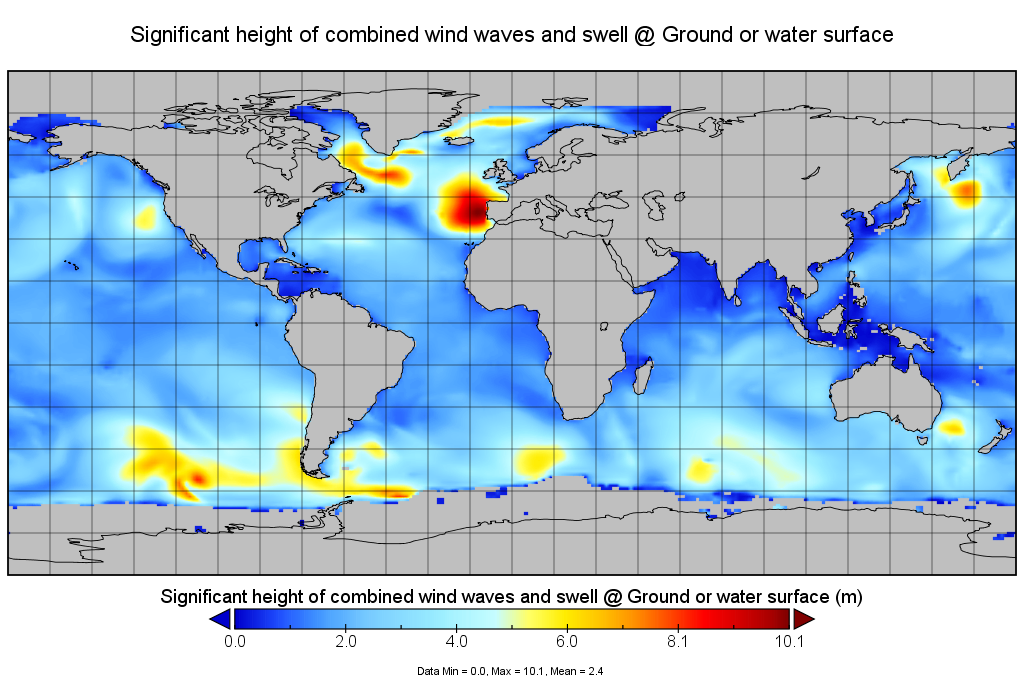 Significant height of combined wind waves and swell @ Ground or water surface
Significant height of combined wind waves and swell @ Ground or water surface (m)
0.0 2.0 4.0 6.0 8.1 10.1
Data Min = 0.0, Max = 10.1, Mean = 2.4